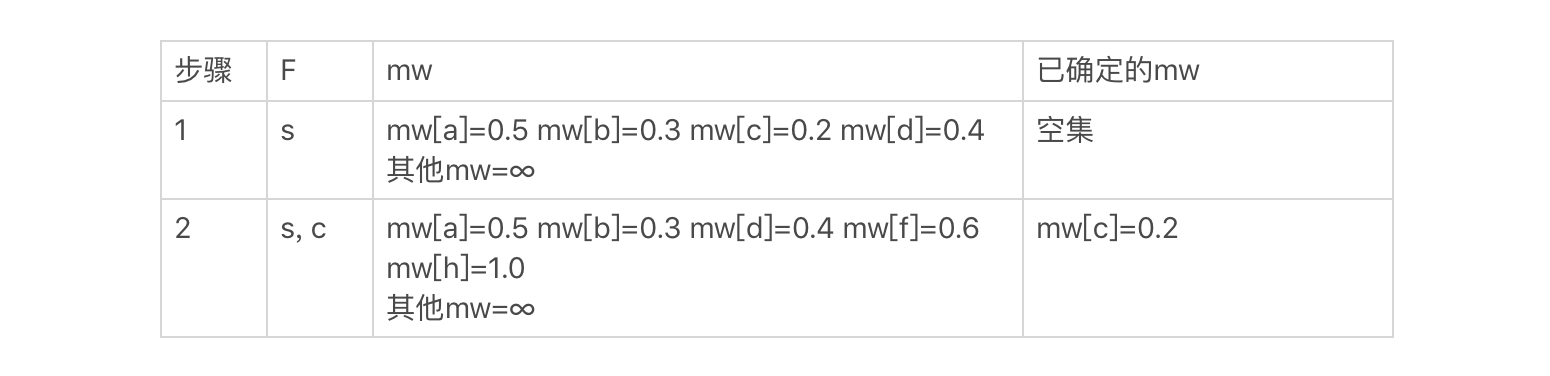 步骤 F mw 已确定的mw
1 s mw[a]=0.5 mw[b]=0.3 mw[c]=0.2 mw[d]=0.4 空集
其他mw=∞
2 s, c mw[a]=0.5 mw[b]=0.3 mw[d]=0.4 mw[f]=0.6 mw[c]=0.2
mw[h]=1.0
其他mw=∞